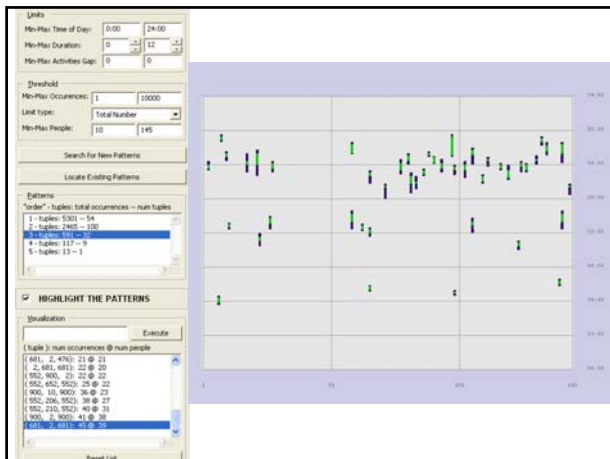 Limits
Min-Max Time of Day: 0:00 24:00
Min-Max Duration: 0 12
Min-Max Activities Gap: 0 0
Threshold
Min-Max Occurences: 1 10000
Limit type: Total Number
Min-Max People: 10 145
Search for New Patterns
Locate Existing Patterns
Patterns
"order" - tuples: total occurrences -- num tuples
1 - tuples: 5301 -- 54
2 - tuples: 2465 -- 100
3 - tuples: 591 -- 32
4 - tuples: 117 -- 9
5 - tuples: 13 -- 1
HIGHLIGHT THE PATTERNS
Visualization
Execute
( tuple ): num occurrences @ num people
( 681, 2, 476): 21 @ 21
( 2, 681, 681): 22 @ 20
( 552, 900, 2): 22 @ 22
( 552, 652, 552): 25 @ 22
( 900, 10, 900): 36 @ 23
( 552, 206, 552): 38 @ 27
( 552, 210, 552): 40 @ 31
( 900, 2, 900): 41 @ 38
( 681, 2, 681): 45 @ 39
Reset List